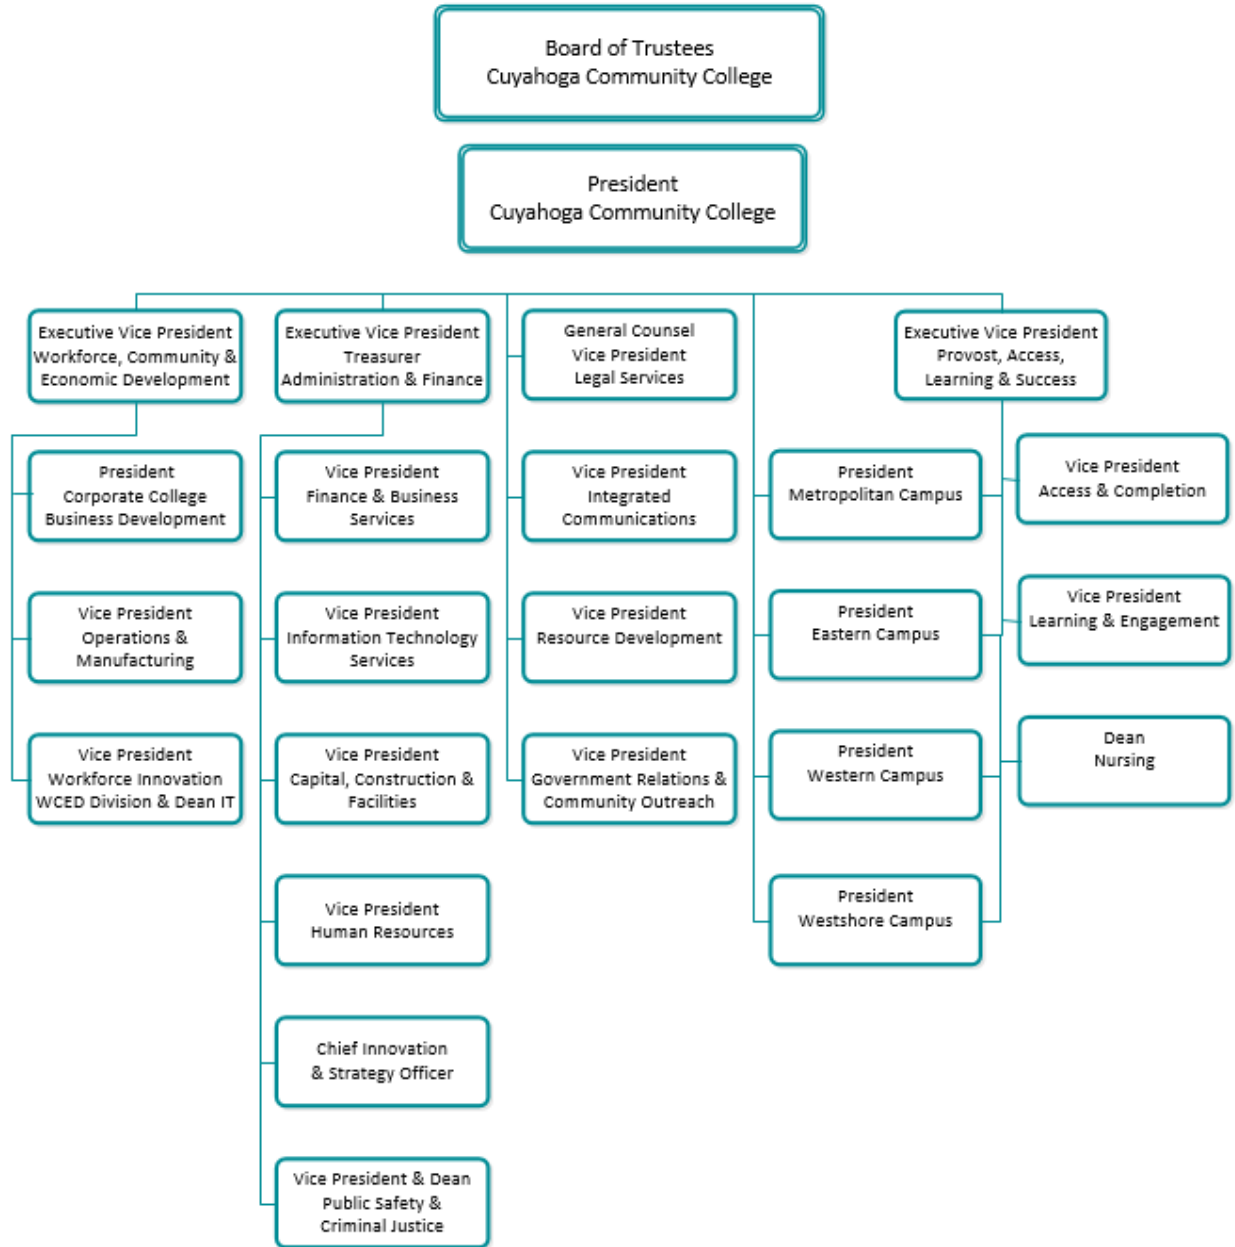 Board of Trustees
Cuyahoga Community College
President
Cuyahoga Community College
Executive Vice President
Workforce, Community &
Economic Development
Executive Vice President
Treasurer
Administration & Finance
General Counsel
Vice President
Legal Services
Executive Vice President
Provost, Access,
Learning & Success
President
Corporate College
Business Development
Vice President
Finance & Business
Services
Vice President
Integrated
Communications
President
Metropolitan Campus
Vice President
Access & Completion
Vice President
Operations &
Manufacturing
Vice President
Information Technology
Services
Vice President
Resource Development
President
Eastern Campus
Vice President
Learning & Engagement
Vice President
Workforce Innovation
WCED Division & Dean IT
Vice President
Capital, Construction &
Facilities
Vice President
Government Relations &
Community Outreach
President
Western Campus
Dean
Nursing
Vice President
Human Resources
President
Westshore Campus
Chief Innovation
& Strategy Officer
Vice President & Dean
Public Safety &
Criminal Justice